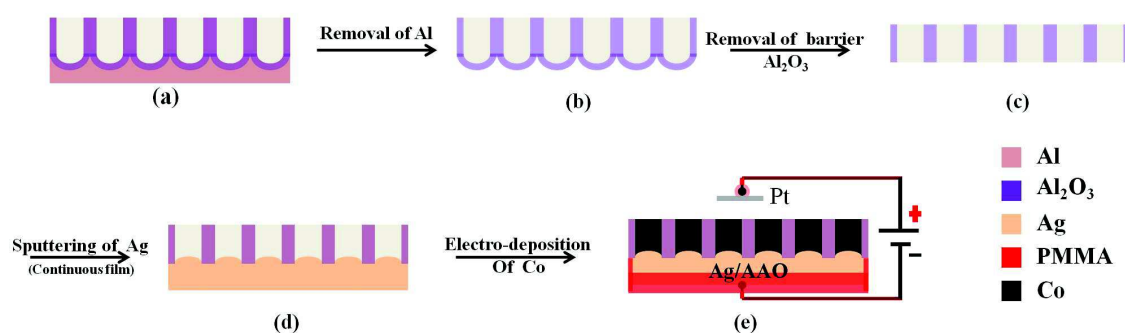 Removal of Al
Removal of barrier
Al₂O₃
(a)
(b)
(c)
Sputtering of Ag
(Continuous film)
Electro-deposition
Of Co
Pt
+
−
Ag/AAO
(d)
(e)
Al
Al₂O₃
Ag
PMMA
Co